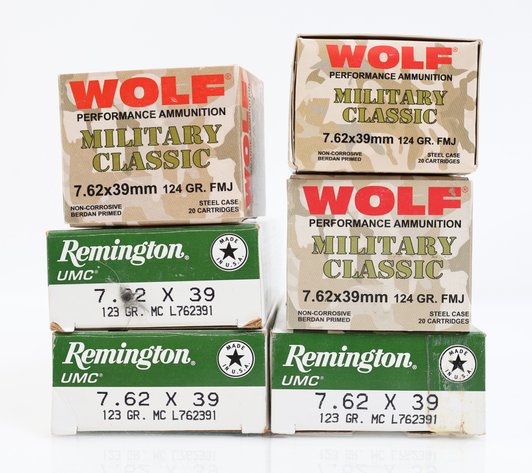 WOLF®
PERFORMANCE AMMUNITION
MILITARY
CLASSIC
7.62x39mm 124 GR. FMJ
NON-CORROSIVE
BERDAN PRIMED
STEEL CASE
20 CARTRIDGES
WOLF
WOLF®
PERFORMANCE AMMUNITION
MILITARY
CLASSIC
7.62x39mm 124 GR. FMJ
NON-CORROSIVE
BERDAN PRIMED
STEEL CASE
20 CARTRIDGES
WOLF®
PERFORMANCE AMMUNITION
MILITARY
CLASSIC
7.62x39mm 124 GR. FMJ
NON-CORROSIVE
BERDAN PRIMED
STEEL CASE
20 CARTRIDGES
Remington®
UMC®
MADE
IN U.S.A.
7.62 X 39
123 GR. MC L762391
Remington®
UMC®
MADE
IN U.S.A.
7.62 X 39
123 GR. MC L762391
Remington®
UMC®
MADE
IN U.S.A.
7.62 X 39
123 GR. MC L762391